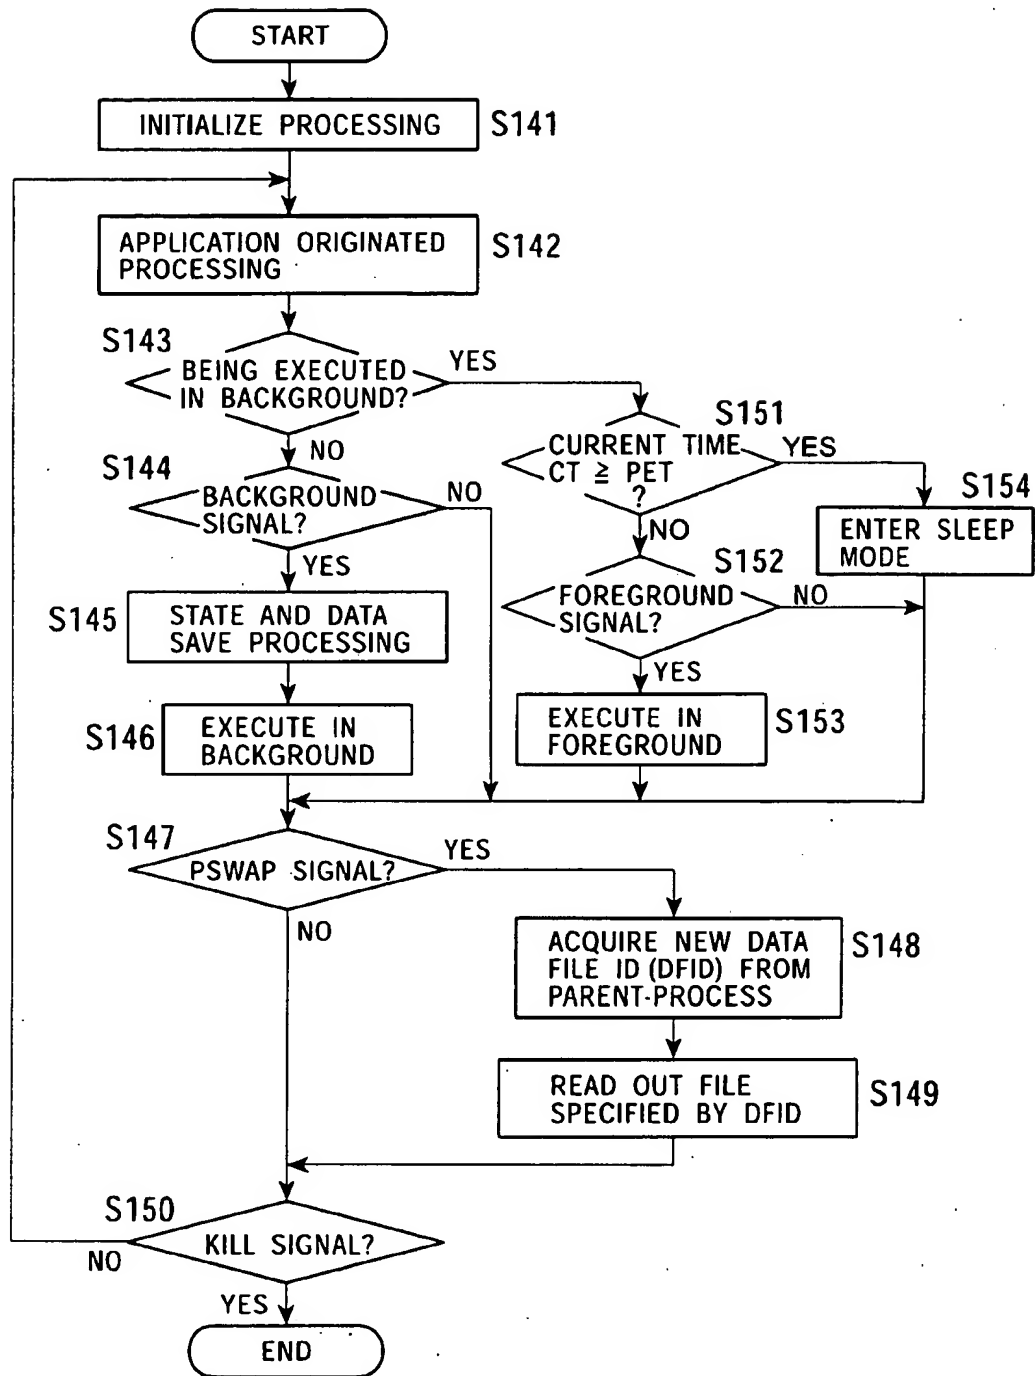 START
INITIALIZE PROCESSING
S141
APPLICATION ORIGINATED
PROCESSING
S142
S143
BEING EXECUTED
IN BACKGROUND?
YES
NO
S151
CURRENT TIME
CT ≧ PET
?
YES
NO
S154
ENTER SLEEP
MODE
S144
BACKGROUND
SIGNAL?
NO
YES
S152
FOREGROUND
SIGNAL?
NO
YES
S145
STATE AND DATA
SAVE PROCESSING
S146
EXECUTE IN
BACKGROUND
EXECUTE IN
FOREGROUND
S153
S147
PSWAP SIGNAL?
YES
NO
ACQUIRE NEW DATA
FILE ID (DFID) FROM
PARENT-PROCESS
S148
READ OUT FILE
SPECIFIED BY DFID
S149
S150
KILL SIGNAL?
NO
YES
END